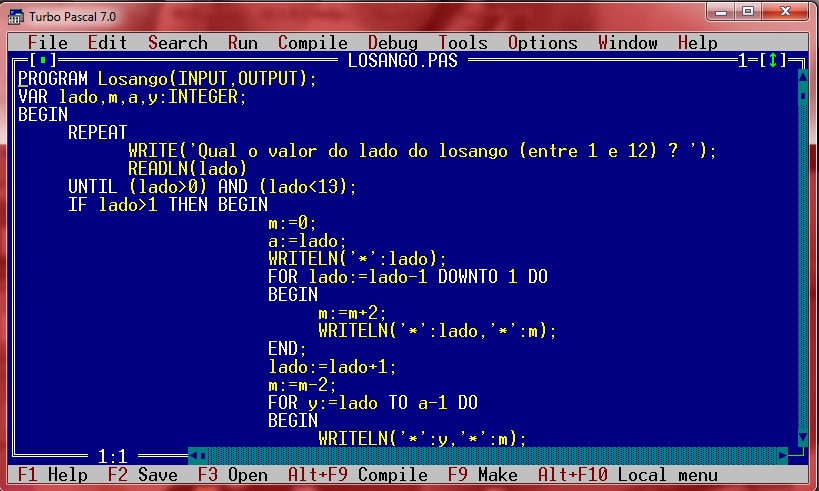 Turbo Pascal 7.0
File Edit Search Run Compile Debug Tools Options Window Help
[▪] LOSANGO.PAS 1=[↕]
PROGRAM Losango(INPUT,OUTPUT);
VAR lado,m,a,y:INTEGER;
BEGIN
REPEAT
WRITE('Qual o valor do lado do losango (entre 1 e 12) ? ');
READLN(lado)
UNTIL (lado>0) AND (lado<13);
IF lado>1 THEN BEGIN
m:=0;
a:=lado;
WRITELN('*':lado);
FOR lado:=lado-1 DOWNTO 1 DO
BEGIN
m:=m+2;
WRITELN('*':lado,'*':m);
END;
lado:=lado+1;
m:=m-2;
FOR y:=lado TO a-1 DO
BEGIN
WRITELN('*':y,'*':m);
1:1
F1 Help F2 Save F3 Open Alt+F9 Compile F9 Make Alt+F10 Local menu